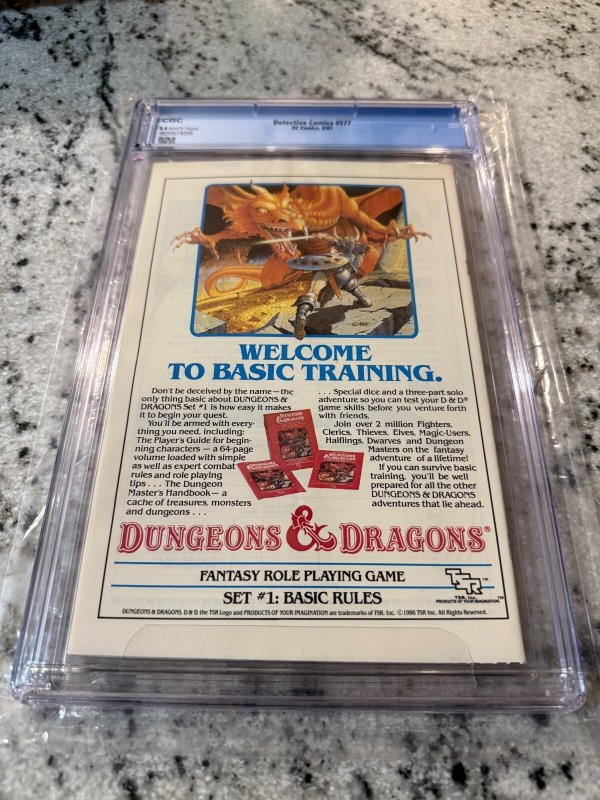 CGC
Detective Comics #577
9.4 WHITE Pages
DC Comics, 8/87
WELCOME
TO BASIC TRAINING.
Don't be deceived by the name—the
only thing basic about DUNGEONS &
DRAGONS Set #1 is how easy it makes
it to begin your quest.
You'll be armed with every-
thing you need, including:
The Player's Guide for begin-
ning characters — a 64-page
volume loaded with simple
as well as expert combat
rules and role playing
tips . . . The Dungeon
Master's Handbook— a
cache of treasures, monsters
and dungeons . . .
. . . Special dice and a three-part solo
adventure so you can test your D & D®
game skills before you venture forth
with friends.
Join over 2 million Fighters,
Clerics, Thieves, Elves, Magic-Users,
Halflings, Dwarves and Dungeon
Masters on the fantasy
adventure of a lifetime!
If you can survive basic
training, you'll be well
prepared for all the other
DUNGEONS & DRAGONS
adventures that lie ahead.
DUNGEONS & DRAGONS®
FANTASY ROLE PLAYING GAME
SET #1: BASIC RULES
TSR, Inc.
PRODUCTS OF YOUR IMAGINATION™
DUNGEONS & DRAGONS, D & D the TSR Logo and PRODUCTS OF YOUR IMAGINATION are trademarks of TSR, Inc. ©1986 TSR Inc. All Rights Reserved.